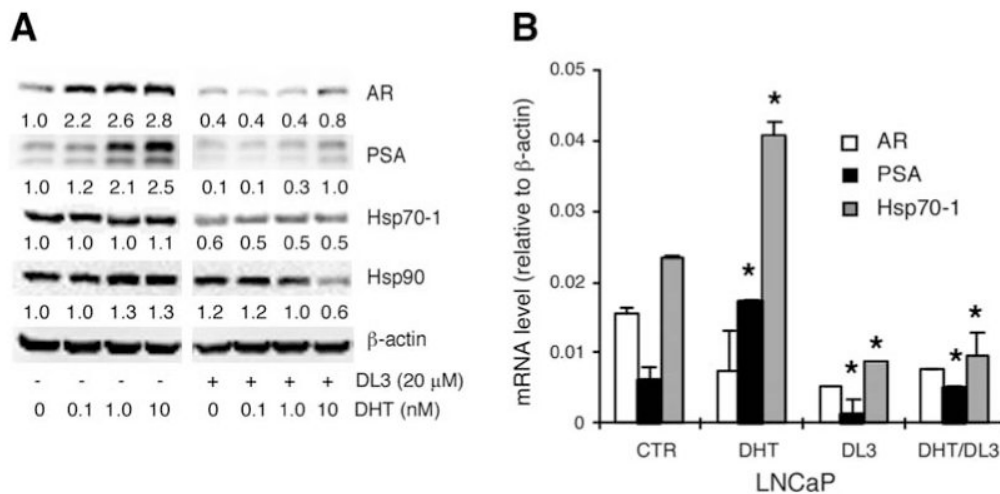 A
AR
1.0 2.2 2.6 2.8 0.4 0.4 0.4 0.8
PSA
1.0 1.2 2.1 2.5 0.1 0.1 0.3 1.0
Hsp70-1
1.0 1.0 1.0 1.1 0.6 0.5 0.5 0.5
Hsp90
1.0 1.0 1.3 1.3 1.2 1.2 1.0 0.6
β-actin
- - - - + + + + DL3 (20 μM)
0 0.1 1.0 10 0 0.1 1.0 10 DHT (nM)
B
mRNA level (relative to β-actin)
0.05
0.04
0.03
0.02
0.01
0
* * * * * *
AR
PSA
Hsp70-1
CTR DHT DL3 DHT/DL3
LNCaP